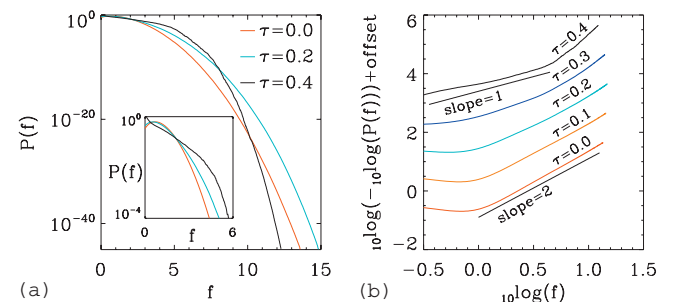 10^0
10^-20
10^-40
P(f)
τ=0.0
τ=0.2
τ=0.4
10^0
10^-4
P(f)
0
6
f
0
5
10
15
f
(a)
6
4
2
0
-2
10log(-10log(P(f)))+offset
τ=0.4
τ=0.3
τ=0.2
τ=0.1
τ=0.0
slope=1
slope=2
-0.5
0.0
0.5
1.0
1.5
10log(f)
(b)